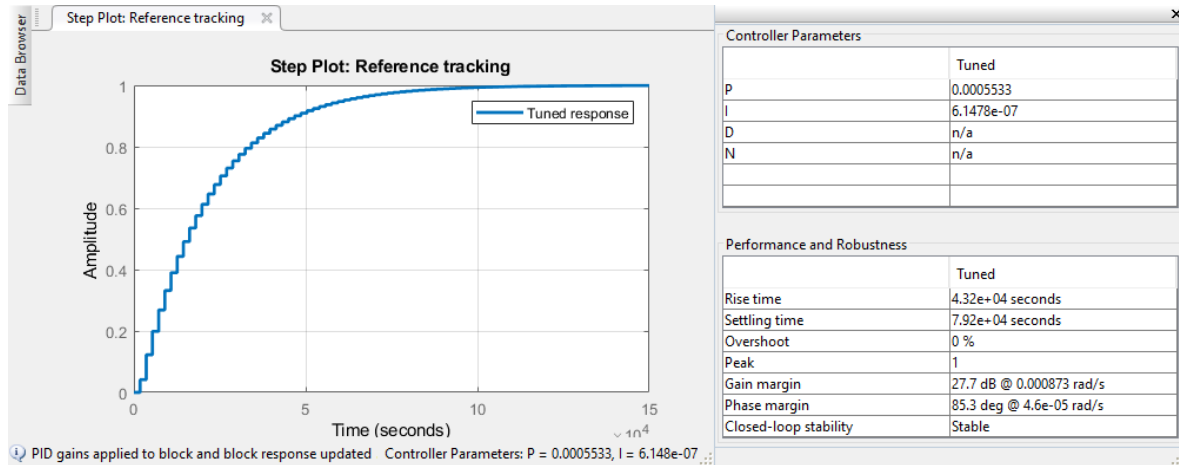 Data Browser
Step Plot: Reference tracking
Step Plot: Reference tracking
Tuned response
Amplitude
1
0.8
0.6
0.4
0.2
0
0 5 10 15
Time (seconds) × 10⁴
PID gains applied to block and block response updated Controller Parameters: P = 0.0005533, I = 6.148e-07
Controller Parameters
Tuned
P 0.0005533
I 6.1478e-07
D n/a
N n/a
Performance and Robustness
Tuned
Rise time 4.32e+04 seconds
Settling time 7.92e+04 seconds
Overshoot 0 %
Peak 1
Gain margin 27.7 dB @ 0.000873 rad/s
Phase margin 85.3 deg @ 4.6e-05 rad/s
Closed-loop stability Stable